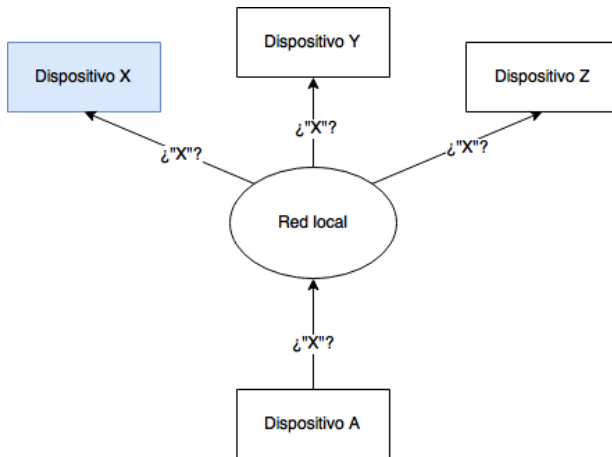 Dispositivo Y
Dispositivo X
Dispositivo Z
¿"X"?
¿"X"?
¿"X"?
Red local
¿"X"?
Dispositivo A